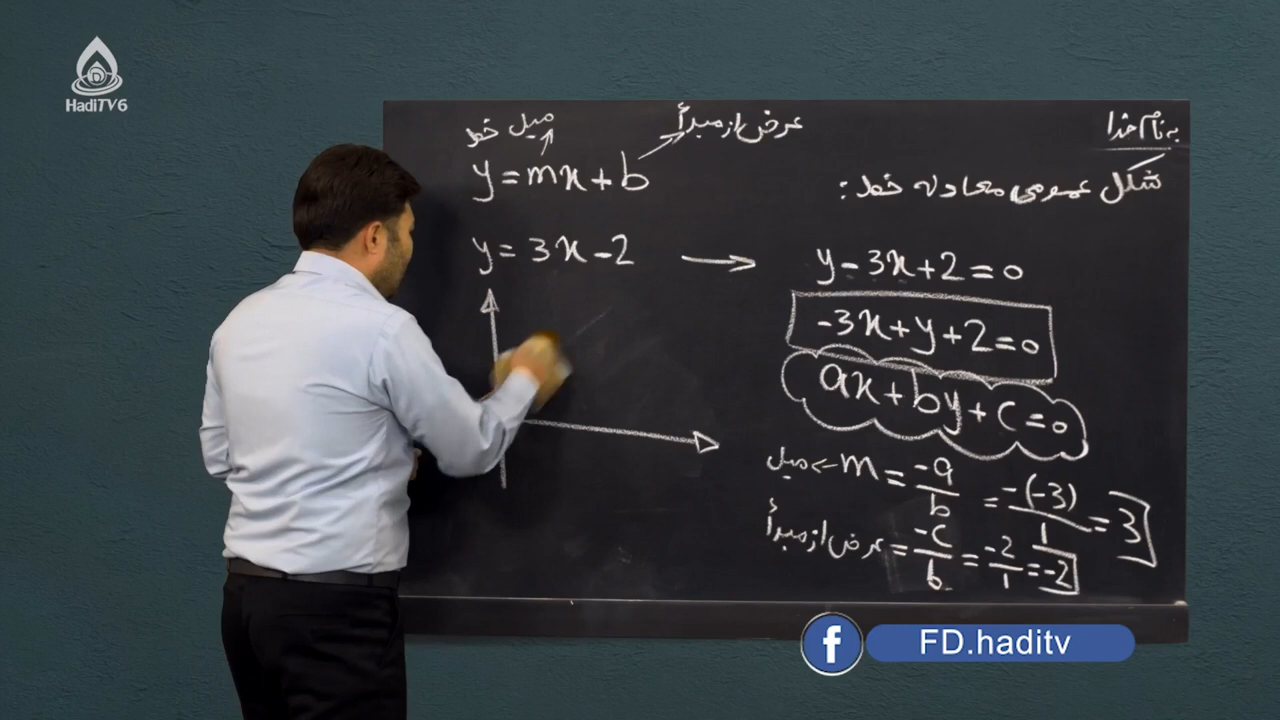 HadiTV6
به نام خدا
شکل عمومی معادله خط:
میل خط
عرض از مبدأ
y=mx+b
y=3x-2 → y-3x+2=0
-3x+y+2=0
ax+by+c=0
میل ← m = -a/b = -(-3)/1 = 3
عرض از مبدأ = -c/b = -2/1 = -2
FD.haditv